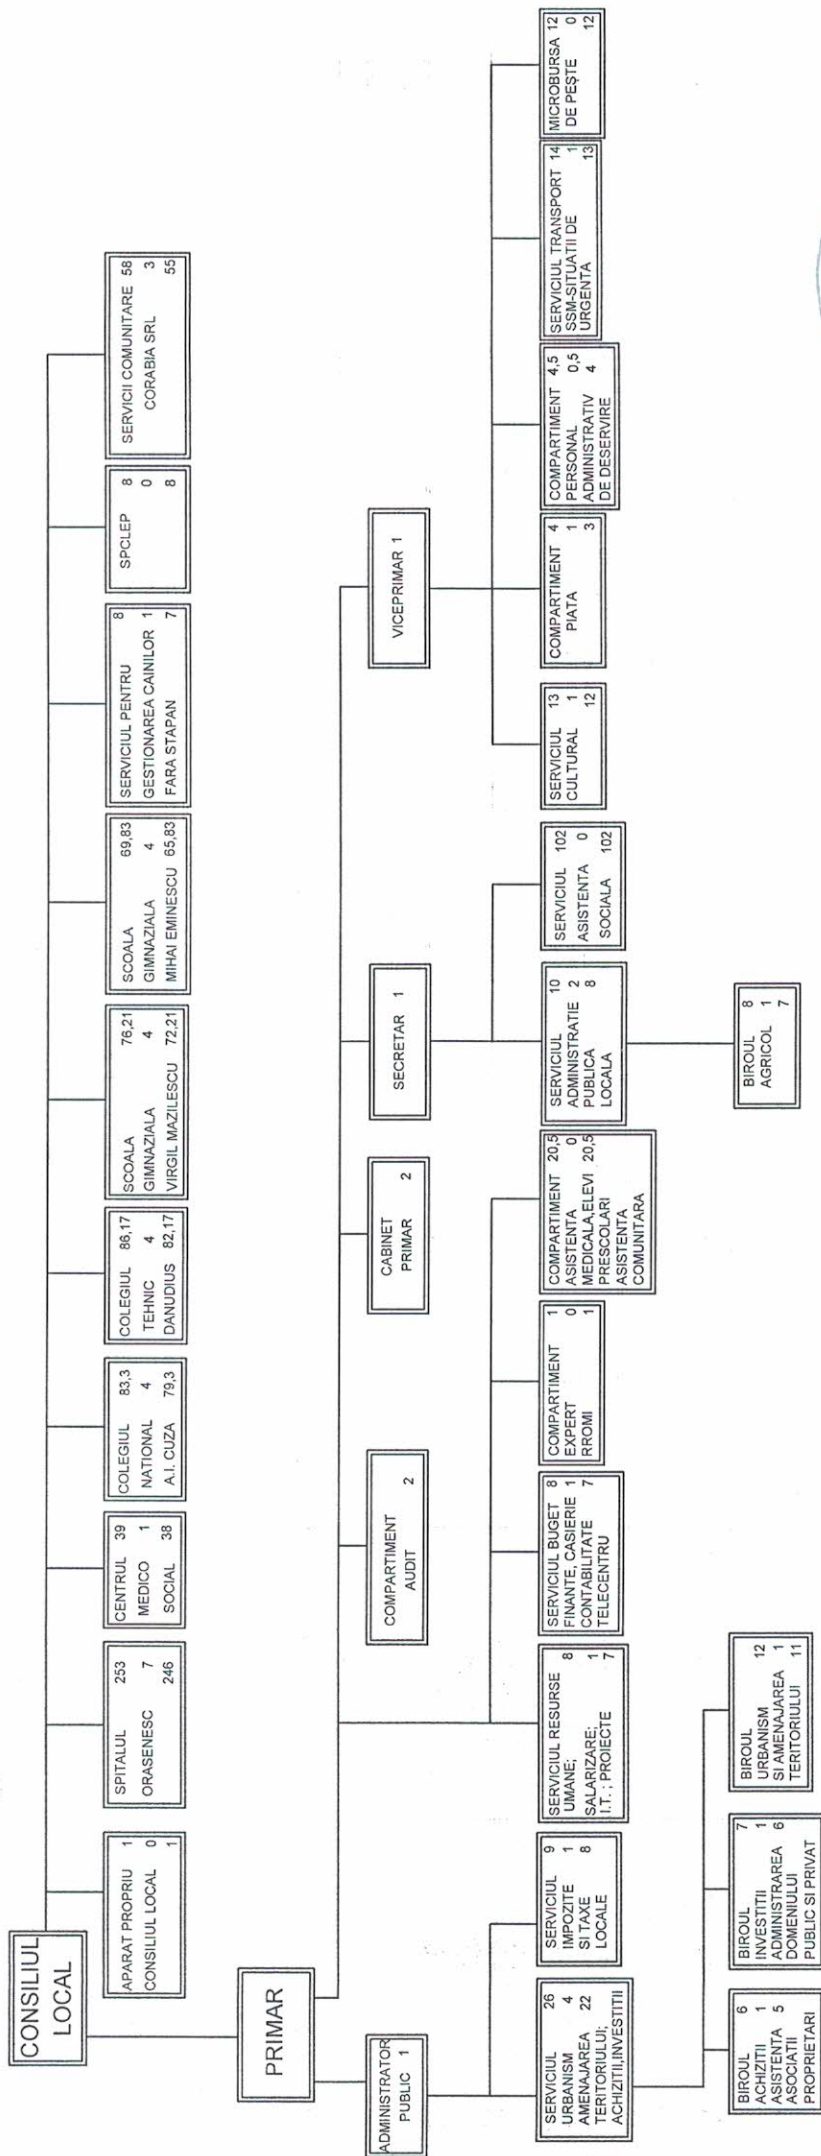 CONSILIUL
LOCAL
APARAT PROPRIU 1
CONSILIUL LOCAL 0
1
SPITALUL 253
ORASENESC 7
246
CENTRUL 39
MEDICO 1
SOCIAL 38
COLEGIUL 83,3
NATIONAL 4
A.I. CUZA 79,3
COLEGIUL 86,17
TEHNIC 4
DANUDIUS 82,17
SCOALA 76,21
GIMNAZIALA 4
VIRGIL MAZILESCU 72,21
SCOALA 69,83
GIMNAZIALA 4
MIHAI EMINESCU 65,83
SERVICIUL PENTRU 8
GESTIONAREA CAINILOR 1
FARA STAPAN 7
SPCLEP 8
0
8
SERVICII COMUNITARE 58
CORABIA SRL 3
55
PRIMAR
ADMINISTRATOR
PUBLIC 1
COMPARTIMENT
AUDIT 2
CABINET
PRIMAR 2
SECRETAR 1
VICEPRIMAR 1
SERVICIUL 26
URBANISM 4
AMENAJAREA 22
TERITORIULUI;
ACHIZITII,INVESTITII
SERVICIUL 9
IMPOZITE 1
SI TAXE 8
LOCALE
SERVICIUL RESURSE 8
UMANE;
SALARIZARE; 1
I.T. ; PROIECTE 7
SERVICIUL BUGET 8
FINANTE, CASIERIE 1
CONTABILITATE 7
TELECENTRU
COMPARTIMENT 1
EXPERT 0
RROMI 1
COMPARTIMENT 20,5
ASISTENTA 0
MEDICALA,ELEVI 20,5
PRESCOLARI
ASISTENTA
COMUNITARA
SERVICIUL 10
ADMINISTRATIE 2
PUBLICA 8
LOCALA
SERVICIUL 102
ASISTENTA 0
SOCIALA 102
SERVICIUL 13
CULTURAL 1
12
COMPARTIMENT 4
PIATA 1
3
COMPARTIMENT 4,5
PERSONAL 0,5
ADMINISTRATIV 4
DE DESERVIRE
SERVICIUL TRANSPORT 14
SSM-SITUATII DE 1
URGENTA 13
MICROBURSA 12
DE PEȘTE 0
12
BIROUL 6
ACHIZITII 1
ASISTENTA 5
ASOCIATII
PROPRIETARI
BIROUL 7
INVESTITII 1
ADMINISTRAREA 6
DOMENIULUI
PUBLIC SI PRIVAT
BIROUL 12
URBANISM
SI AMENAJAREA 1
TERITORIULUI 11
BIROUL 8
AGRICOL 1
7